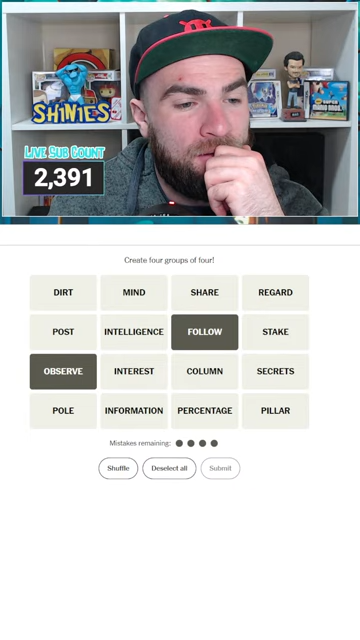 SHINIES
LIVE SUB COUNT
2,391
Create four groups of four!
DIRT MIND SHARE REGARD
POST INTELLIGENCE FOLLOW STAKE
OBSERVE INTEREST COLUMN SECRETS
POLE INFORMATION PERCENTAGE PILLAR
Mistakes remaining:
Shuffle Deselect all Submit